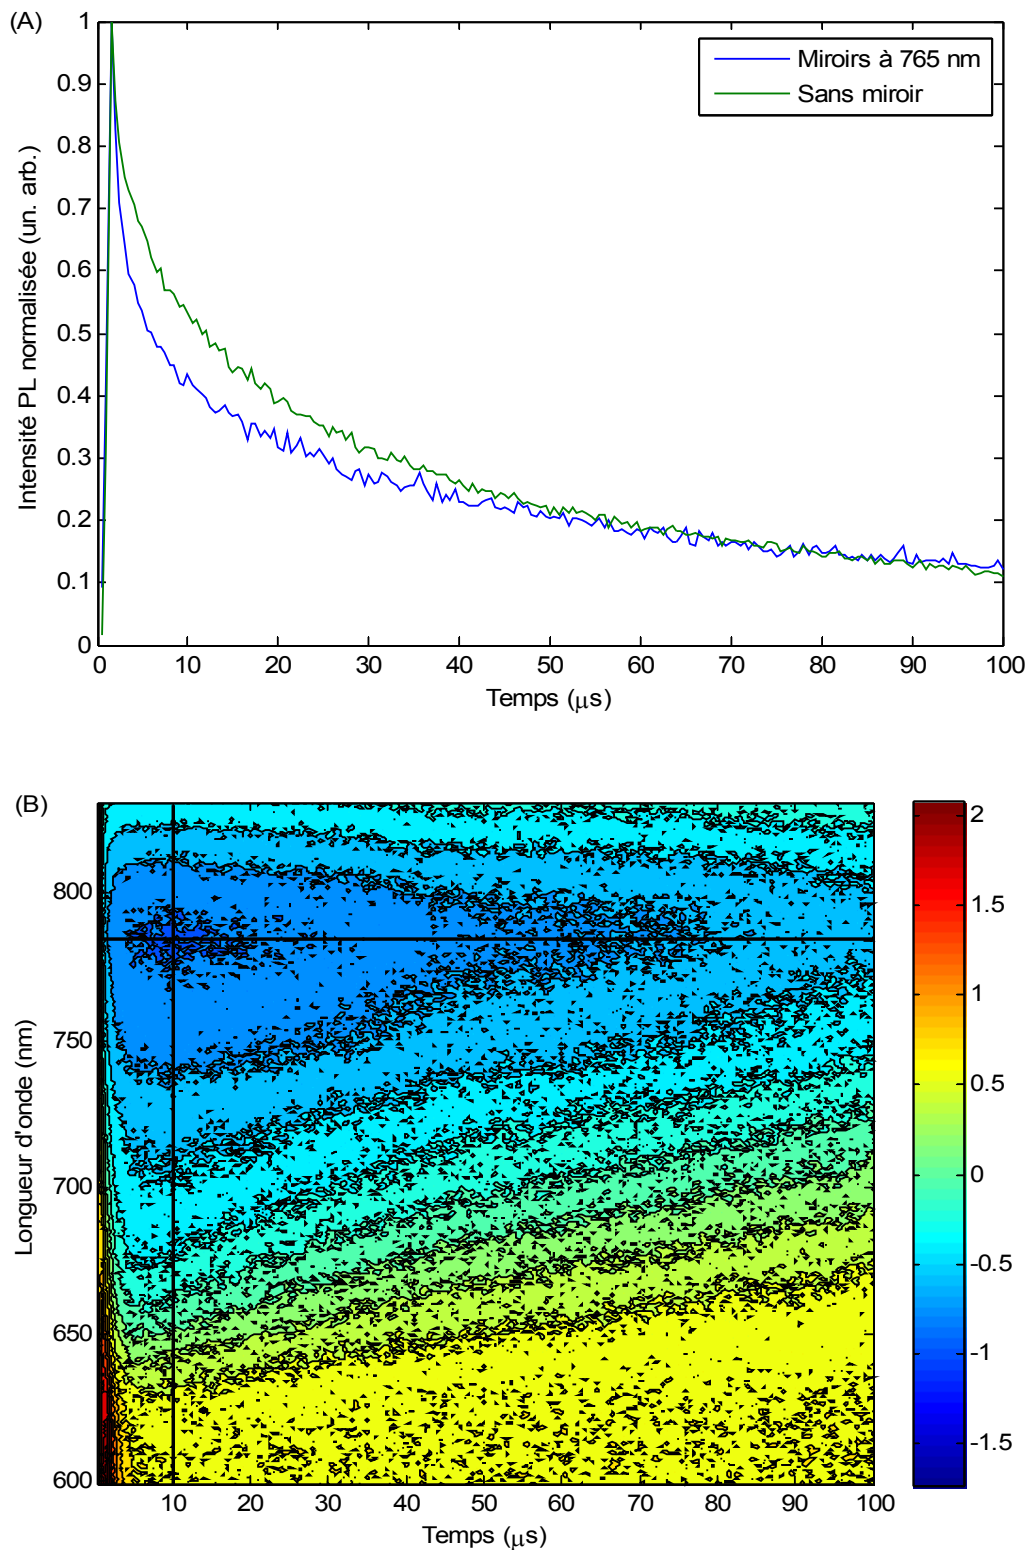 (A)
1
0.9
0.8
0.7
0.6
0.5
0.4
0.3
0.2
0.1
0
Intensité PL normalisée (un. arb.)
Miroirs à 765 nm
Sans miroir
0 10 20 30 40 50 60 70 80 90 100
Temps (μs)
(B)
800
750
700
650
600
Longueur d'onde (nm)
10 20 30 40 50 60 70 80 90 100
Temps (μs)
2
1.5
1
0.5
0
-0.5
-1
-1.5